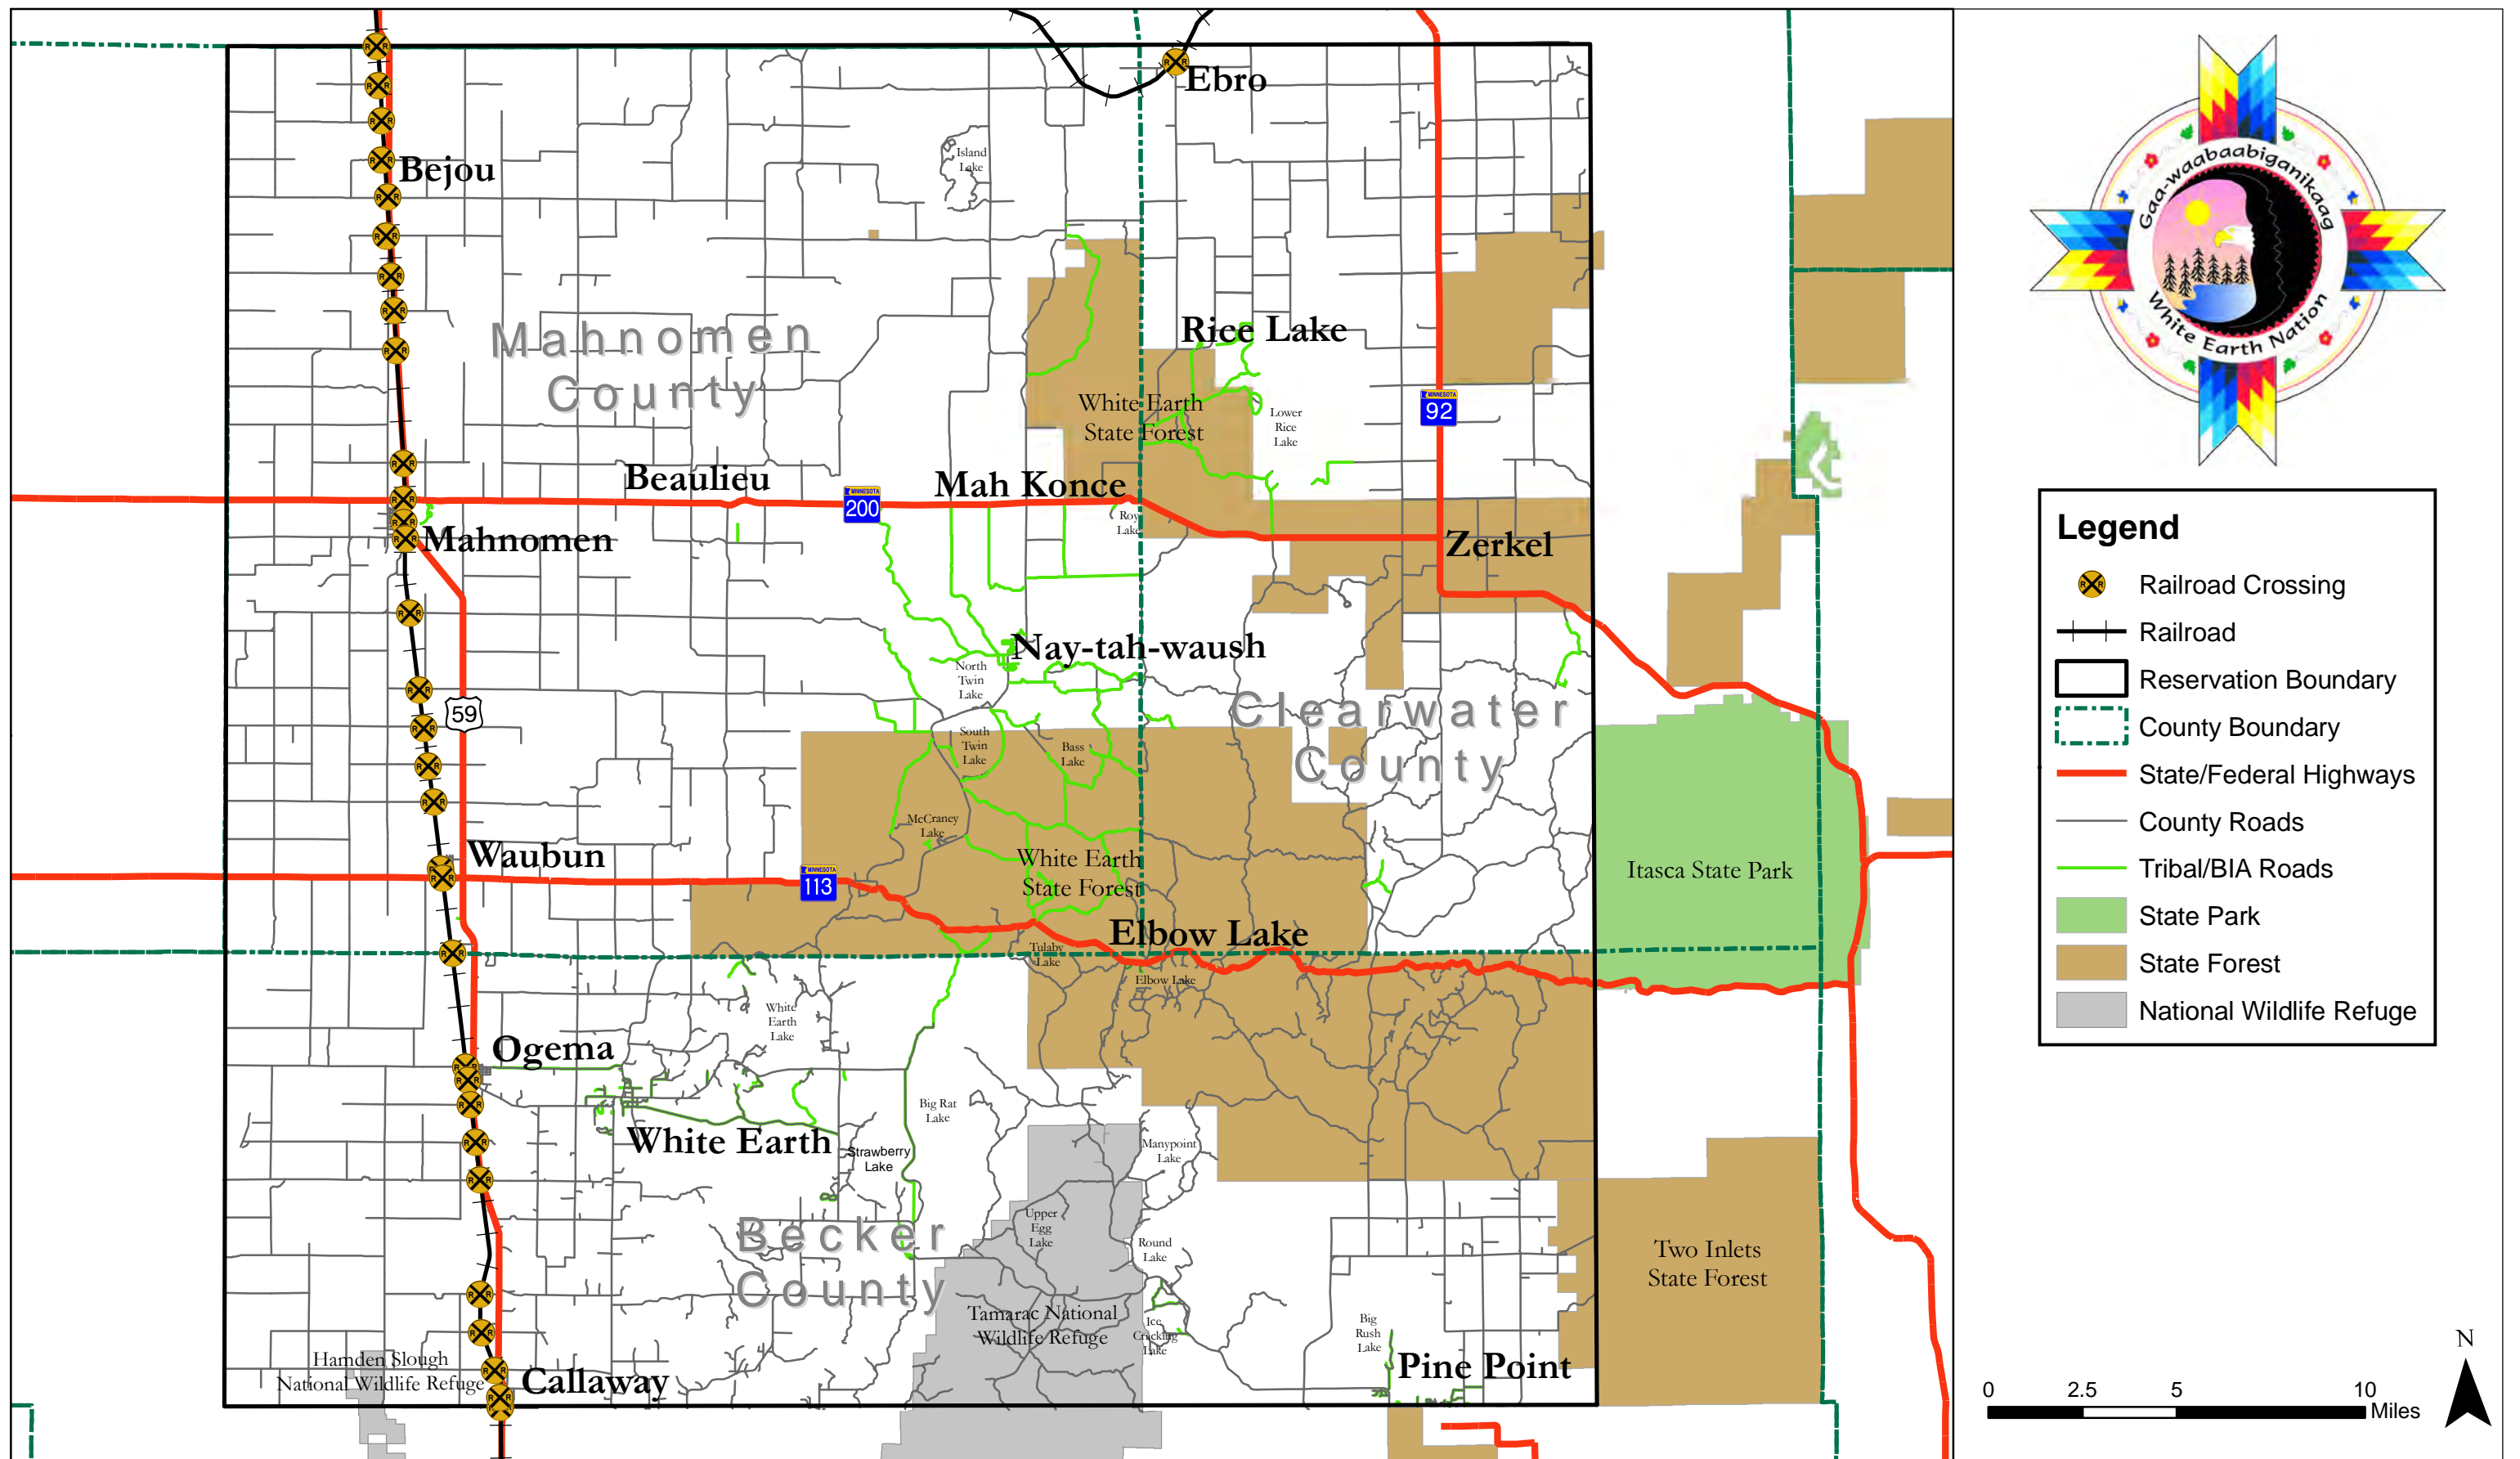 Ebro
Bejou
Island
Lake
Mahnomen
County
Rice Lake
White Earth
State Forest
Lower
Rice
Lake
MINNESOTA
92
Beaulieu
MINNESOTA
200
Mah Konce
Roy
Lake
Mahnomen
Zerkel
Nay-tah-waush
North
Twin
Lake
59
South
Twin
Lake
Bass
Lake
Clearwater
County
McCraney
Lake
Waubun
MINNESOTA
113
White Earth
State Forest
Itasca State Park
Elbow Lake
Tulaby
Lake
Elbow Lake
White
Earth
Lake
Ogema
Big Rat
Lake
White Earth
Strawberry
Lake
Manypoint
Lake
Becker
County
Upper
Egg
Lake
Round
Lake
Two Inlets
State Forest
Tamarac National
Wildlife Refuge
Ice
Cracking
Lake
Big
Rush
Lake
Hamden Slough
National Wildlife Refuge
Callaway
Pine Point
Gaa-waabaabiganikaag
White Earth Nation
Legend
Railroad Crossing
Railroad
Reservation Boundary
County Boundary
State/Federal Highways
County Roads
Tribal/BIA Roads
State Park
State Forest
National Wildlife Refuge
N
0 2.5 5 10
Miles